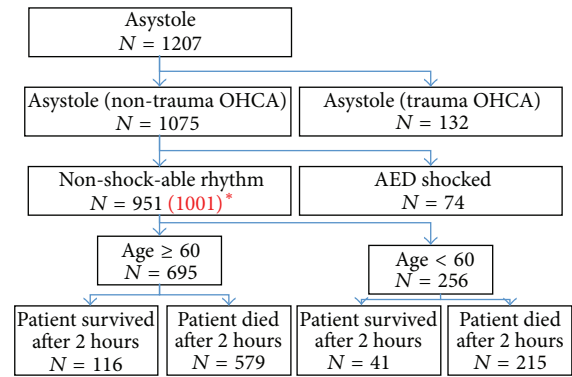 Asystole
N = 1207
Asystole (non-trauma OHCA)
N = 1075
Asystole (trauma OHCA)
N = 132
Non-shock-able rhythm
N = 951 (1001)*
AED shocked
N = 74
Age ≥ 60
N = 695
Age < 60
N = 256
Patient survived
after 2 hours
N = 116
Patient died
after 2 hours
N = 579
Patient survived
after 2 hours
N = 41
Patient died
after 2 hours
N = 215